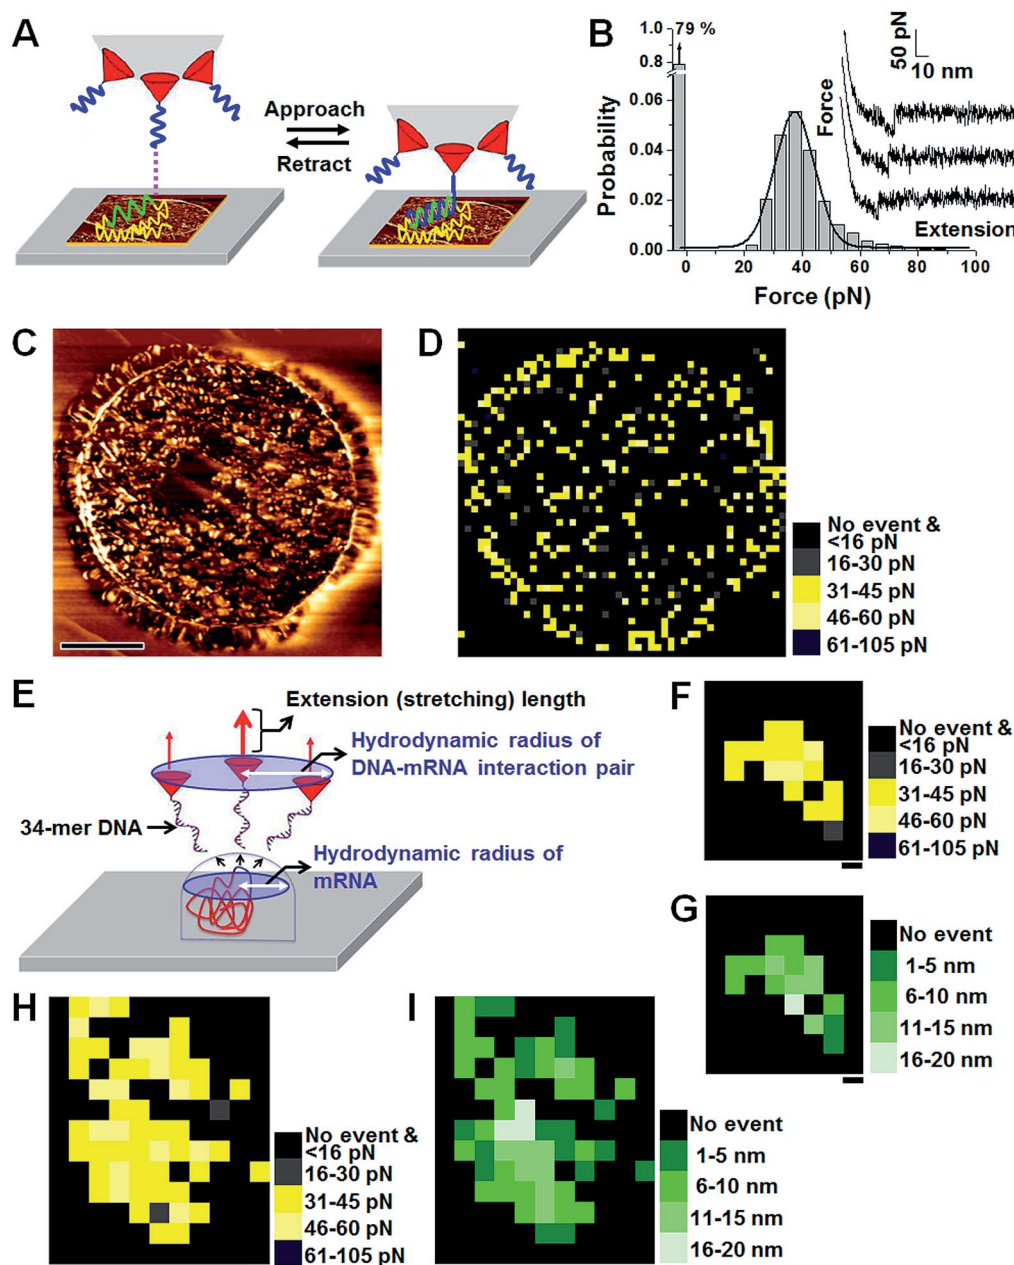 A
Approach
Retract
B
79 %
1.0
0.8
0.06
0.04
0.02
0.00
Probability
0
20
40
60
80
100
Force (pN)
Force
50 pN
10 nm
Extension
C
D
No event &
<16 pN
16-30 pN
31-45 pN
46-60 pN
61-105 pN
E
Extension (stretching) length
Hydrodynamic radius of
DNA-mRNA interaction pair
34-mer DNA
Hydrodynamic radius of
mRNA
F
No event &
<16 pN
16-30 pN
31-45 pN
46-60 pN
61-105 pN
G
No event
1-5 nm
6-10 nm
11-15 nm
16-20 nm
H
No event &
<16 pN
16-30 pN
31-45 pN
46-60 pN
61-105 pN
I
No event
1-5 nm
6-10 nm
11-15 nm
16-20 nm